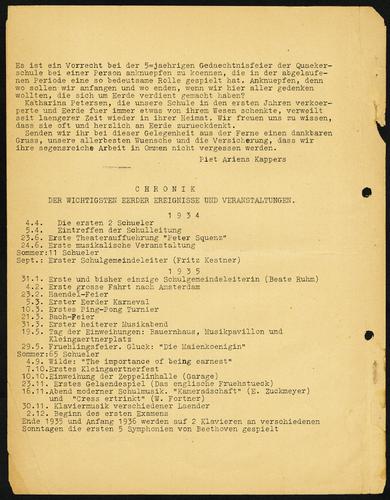 Es ist ein Vorrecht bei der 5=jaehrigen Gedaechtnisfeier der Quaeker-
schule bei einer Person anknuepfen zu koennen, die in der abgelaufe-
nen Periode eine so bedeutsame Rolle gespielt hat. Anknuepfen, denn
wo sollen wir anfangen und wo enden, wenn wir hier aller gedenken
wollten, die sich um Eerde verdient gemacht haben?
Katharina Petersen, die unsere Schule in den ersten Jahren verkoer-
perte und Eerde fuer immer etwas von ihrem Wesen schenkte, verweilt
seit laengerer Zeit wieder in ihrer Heimat. Wir freuen uns zu wissen,
dass sie oft und herzlich an Eerde zurueckdenkt.
Senden wir ihr bei dieser Gelegenheit aus der Ferne einen dankbaren
Gruss, unsere allerbesten Wuensche und die Versicherung, dass wir
ihre segensreiche Arbeit in Ommen nicht vergessen werden.
Piet Ariens Kappers
CHRONIK
DER WICHTIGSTEN EERDER EREIGNISSE UND VERANSTALTUNGEN.
1934
4.4. Die ersten 2 Schueler
5.4. Eintreffen der Schulleitung
23.6. Erste Theaterauffuehrung "Peter Squenz"
24.6. Erste musikalische Veranstaltung
Sommer:11 Schueler
Sept.: Erster Schulgemeindeleiter (Fritz Kestner)
1935
31.1. Erste und bisher einzige Schulgemeindeleiterin (Beate Ruhm)
4.2. Erste grosse Fahrt nach Amsterdam
23.2. Haendel-Feier
5.3. Erster Eerder Karneval
10.3. Erstes Ping-Pong Turnier
21.3. Bach-Feier
31.3. Erster heiterer Musikabend
19.5. Tag der Einweihungen: Bauernhaus, Musikpavillon und
Kleingaertnerplatz
29.5. Fruehlingsfeier. Gluck: "Die Maienkoenigin"
Sommer:65 Schueler
4.9. Wilde: "The importance of being earnest"
7.10.Erstes Kleingaertnerfest
10.10.Einweihung der Zeppelinhalle (Garage)
23.11. Erstes Gelaendespiel (Das englische Fruehstueck)
16.11.Abend moderner Schulmusik. "Kameradschaft" (E. Zuckmeyer)
und "Cress ertrinkt" (W. Fortner)
30.11. Klaviermusik verschiedener Laender
2.12. Beginn des ersten Examens
Ende 1935 und Anfang 1936 werden auf 2 Klavieren an verschiedenen
Sonntagen die ersten 5 Symphonien von Beethoven gespielt